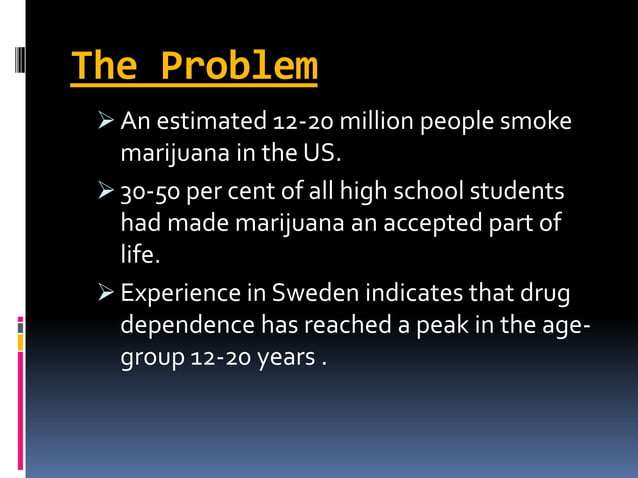 The Problem
➢ An estimated 12-20 million people smoke
marijuana in the US.
➢ 30-50 per cent of all high school students
had made marijuana an accepted part of
life.
➢ Experience in Sweden indicates that drug
dependence has reached a peak in the age-
group 12-20 years .